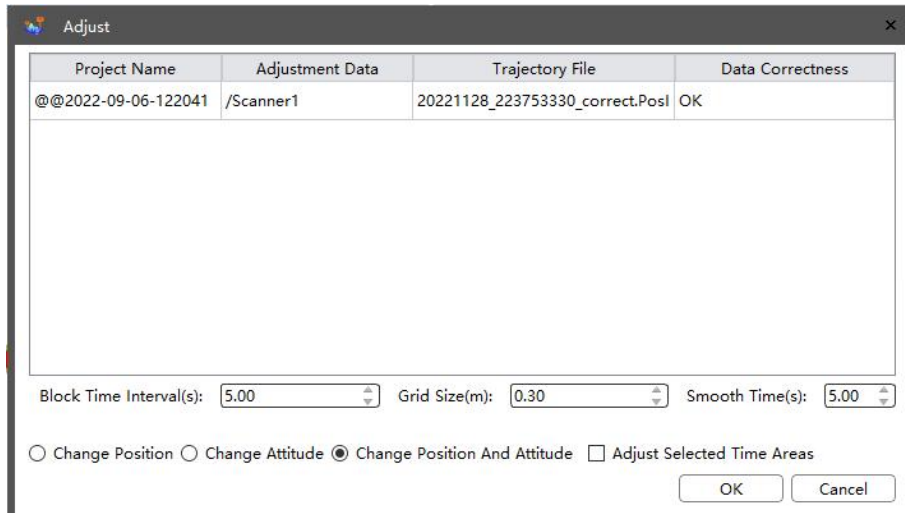 Adjust
Project Name Adjustment Data Trajectory File Data Correctness
@@2022-09-06-122041 /Scanner1 20221128_223753330_correct.Posl OK
Block Time Interval(s): 5.00 Grid Size(m): 0.30 Smooth Time(s): 5.00
Change Position Change Attitude Change Position And Attitude Adjust Selected Time Areas
OK Cancel